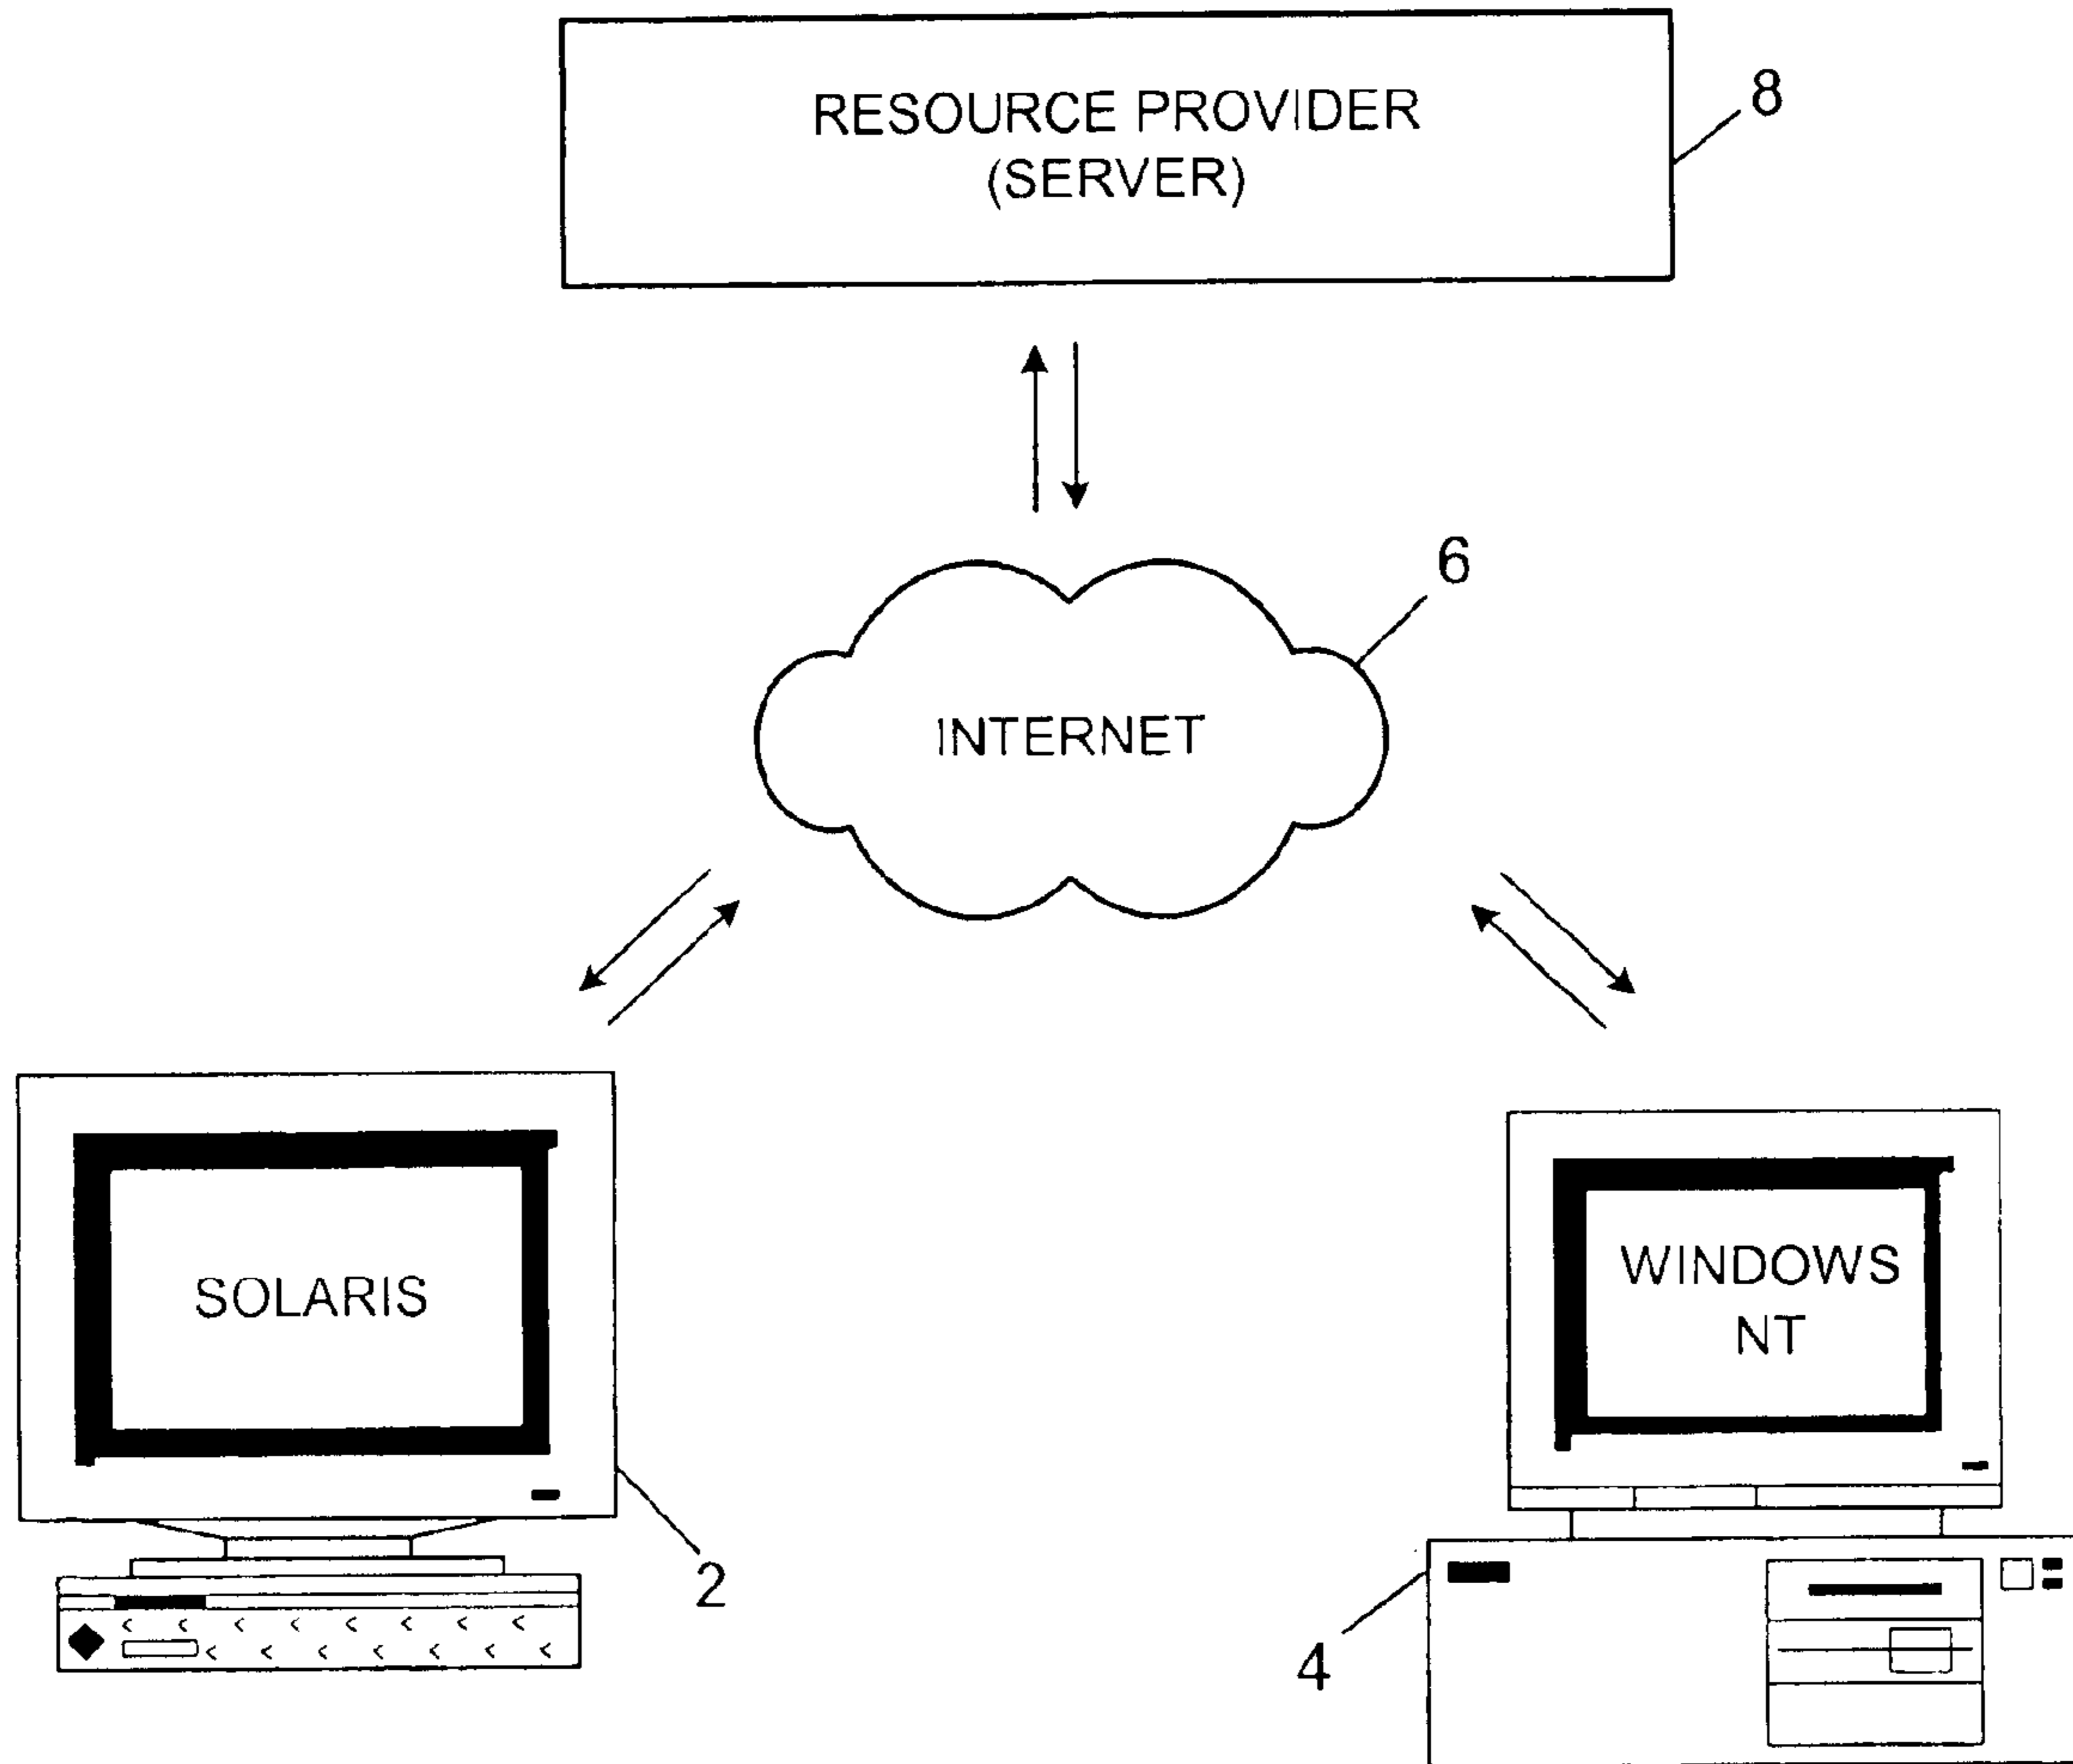 RESOURCE PROVIDER
(SERVER)
8
6
INTERNET
SOLARIS
WINDOWS
NT
2
4